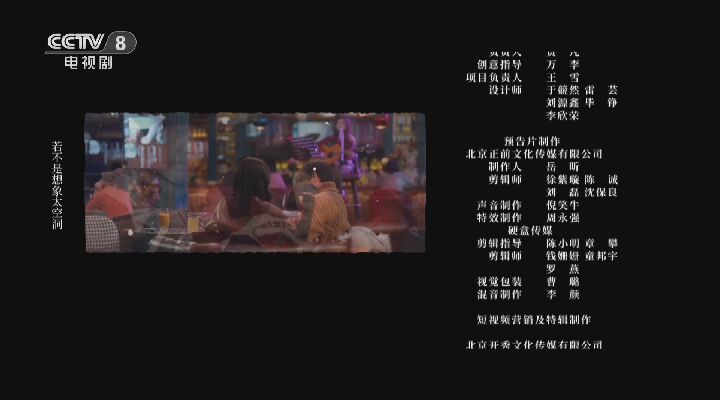 CCTV 8
电视剧
若不是想象太空洞
创意指导 万 李
项目负责人 王 雪
设计师 于毓然 雷 芸
刘源鑫 毕 铮
李欣荣
预告片制作
北京正前文化传媒有限公司
制作人 岳 昕
剪辑师 徐紫璇 陈 诚
刘 磊 沈保良
声音制作 倪笑牛
特效制作 周永强
硬盒传媒
剪辑指导 陈小明 章 攀
剪辑师 钱姗姗 童邦宇
罗 燕
视觉包装 曹 璐
混音制作 李 颜
短视频营销及特辑制作
北京开秀文化传媒有限公司